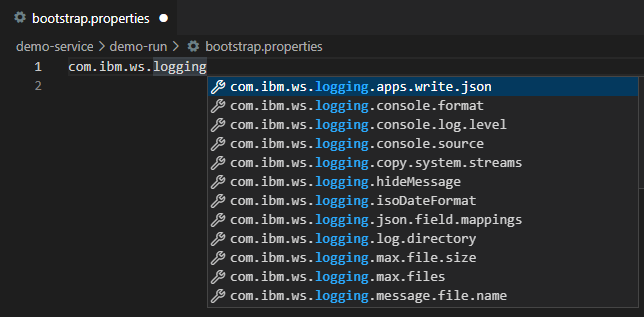 bootstrap.properties
demo-service > demo-run > bootstrap.properties
1 com.ibm.ws.logging
com.ibm.ws.logging.apps.write.json
2
com.ibm.ws.logging.console.format
com.ibm.ws.logging.console.log.level
com.ibm.ws.logging.console.source
com.ibm.ws.logging.copy.system.streams
com.ibm.ws.logging.hideMessage
com.ibm.ws.logging.isoDateFormat
com.ibm.ws.logging.json.field.mappings
com.ibm.ws.logging.log.directory
com.ibm.ws.logging.max.file.size
com.ibm.ws.logging.max.files
com.ibm.ws.logging.message.file.name